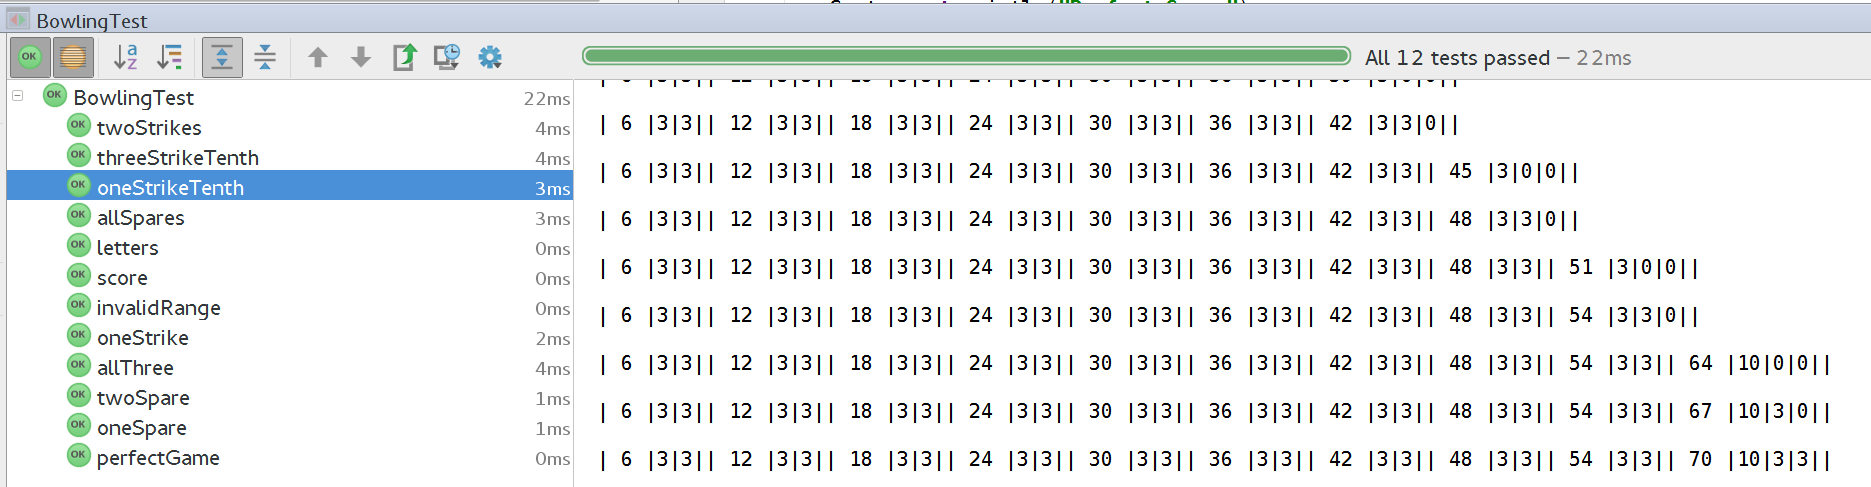 BowlingTest
All 12 tests passed – 22ms
OK BowlingTest 22ms
OK twoStrikes 4ms
OK threeStrikeTenth 4ms
OK oneStrikeTenth 3ms
OK allSpares 3ms
OK letters 0ms
OK score 0ms
OK invalidRange 0ms
OK oneStrike 2ms
OK allThree 4ms
OK twoSpare 1ms
OK oneSpare 1ms
OK perfectGame 0ms
| 6 |3|3|| 12 |3|3|| 18 |3|3|| 24 |3|3|| 30 |3|3|| 36 |3|3|| 42 |3|3|0||
| 6 |3|3|| 12 |3|3|| 18 |3|3|| 24 |3|3|| 30 |3|3|| 36 |3|3|| 42 |3|3|| 45 |3|0|0||
| 6 |3|3|| 12 |3|3|| 18 |3|3|| 24 |3|3|| 30 |3|3|| 36 |3|3|| 42 |3|3|| 48 |3|3|0||
| 6 |3|3|| 12 |3|3|| 18 |3|3|| 24 |3|3|| 30 |3|3|| 36 |3|3|| 42 |3|3|| 48 |3|3|| 51 |3|0|0||
| 6 |3|3|| 12 |3|3|| 18 |3|3|| 24 |3|3|| 30 |3|3|| 36 |3|3|| 42 |3|3|| 48 |3|3|| 54 |3|3|0||
| 6 |3|3|| 12 |3|3|| 18 |3|3|| 24 |3|3|| 30 |3|3|| 36 |3|3|| 42 |3|3|| 48 |3|3|| 54 |3|3|| 64 |10|0|0||
| 6 |3|3|| 12 |3|3|| 18 |3|3|| 24 |3|3|| 30 |3|3|| 36 |3|3|| 42 |3|3|| 48 |3|3|| 54 |3|3|| 67 |10|3|0||
| 6 |3|3|| 12 |3|3|| 18 |3|3|| 24 |3|3|| 30 |3|3|| 36 |3|3|| 42 |3|3|| 48 |3|3|| 54 |3|3|| 70 |10|3|3||